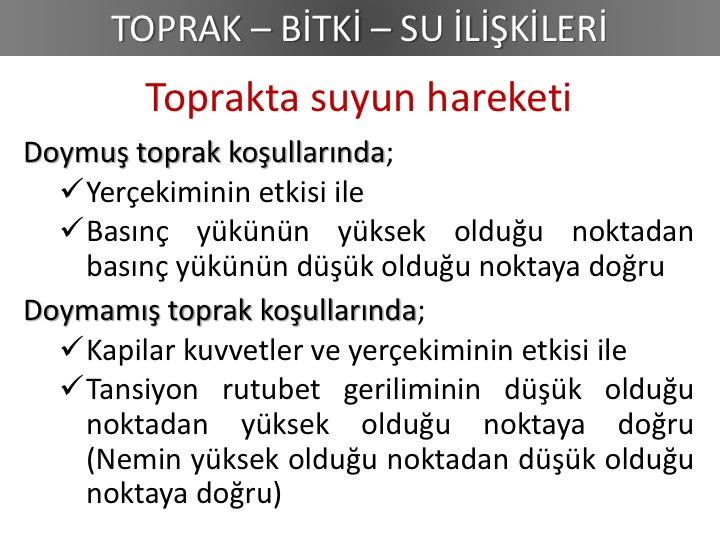 TOPRAK – BİTKİ – SU İLİŞKİLERİ
Toprakta suyun hareketi
Doymuş toprak koşullarında;
✓Yerçekiminin etkisi ile
✓Basınç yükünün yüksek olduğu noktadan
basınç yükünün düşük olduğu noktaya doğru
Doymamış toprak koşullarında;
✓Kapilar kuvvetler ve yerçekiminin etkisi ile
✓Tansiyon rutubet geriliminin düşük olduğu
noktadan yüksek olduğu noktaya doğru
(Nemin yüksek olduğu noktadan düşük olduğu
noktaya doğru)